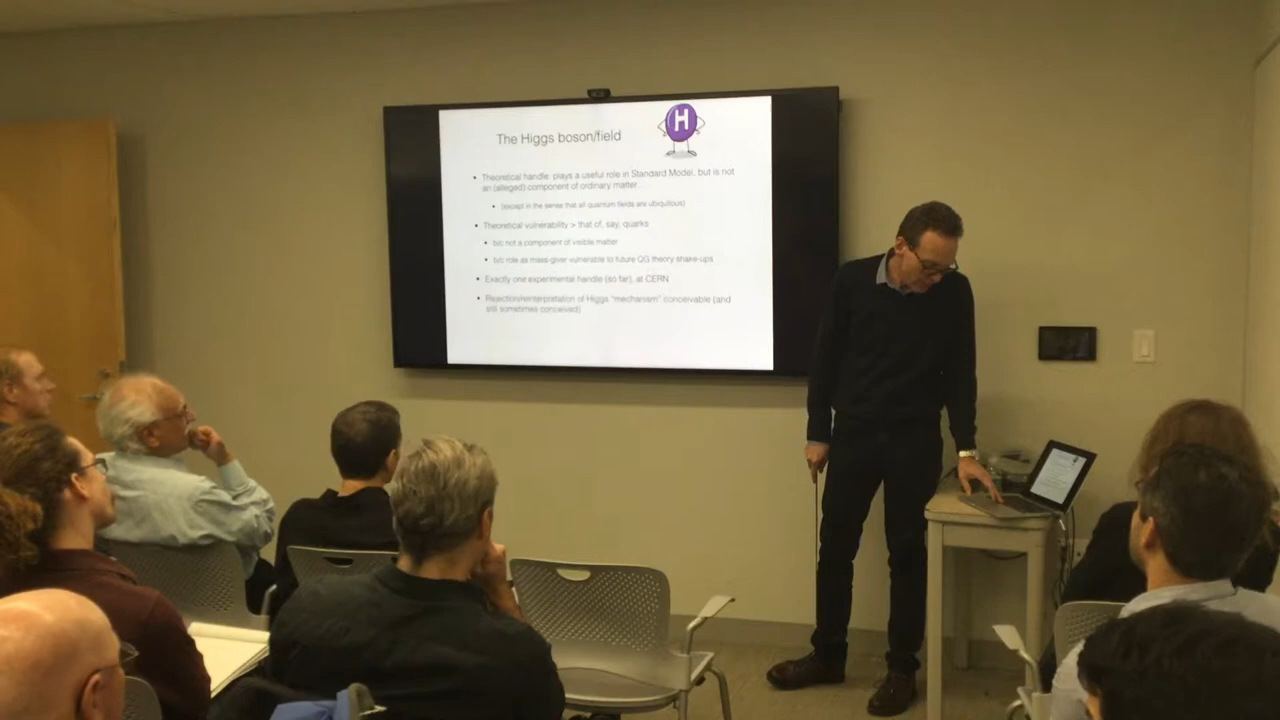 The Higgs boson/field
H
• Theoretical handle: plays a useful role in Standard Model, but is not
an (alleged) component of ordinary matter...
• (except in the sense that all quantum fields are ubiquitous)
• Theoretical vulnerability > that of, say, quarks
• b/c not a component of visible matter
• b/c role as mass-giver vulnerable to future QG theory shake-ups
• Exactly one experimental handle (so far), at CERN
• Rejection/reinterpretation of Higgs "mechanism" conceivable (and
still sometimes conceived)